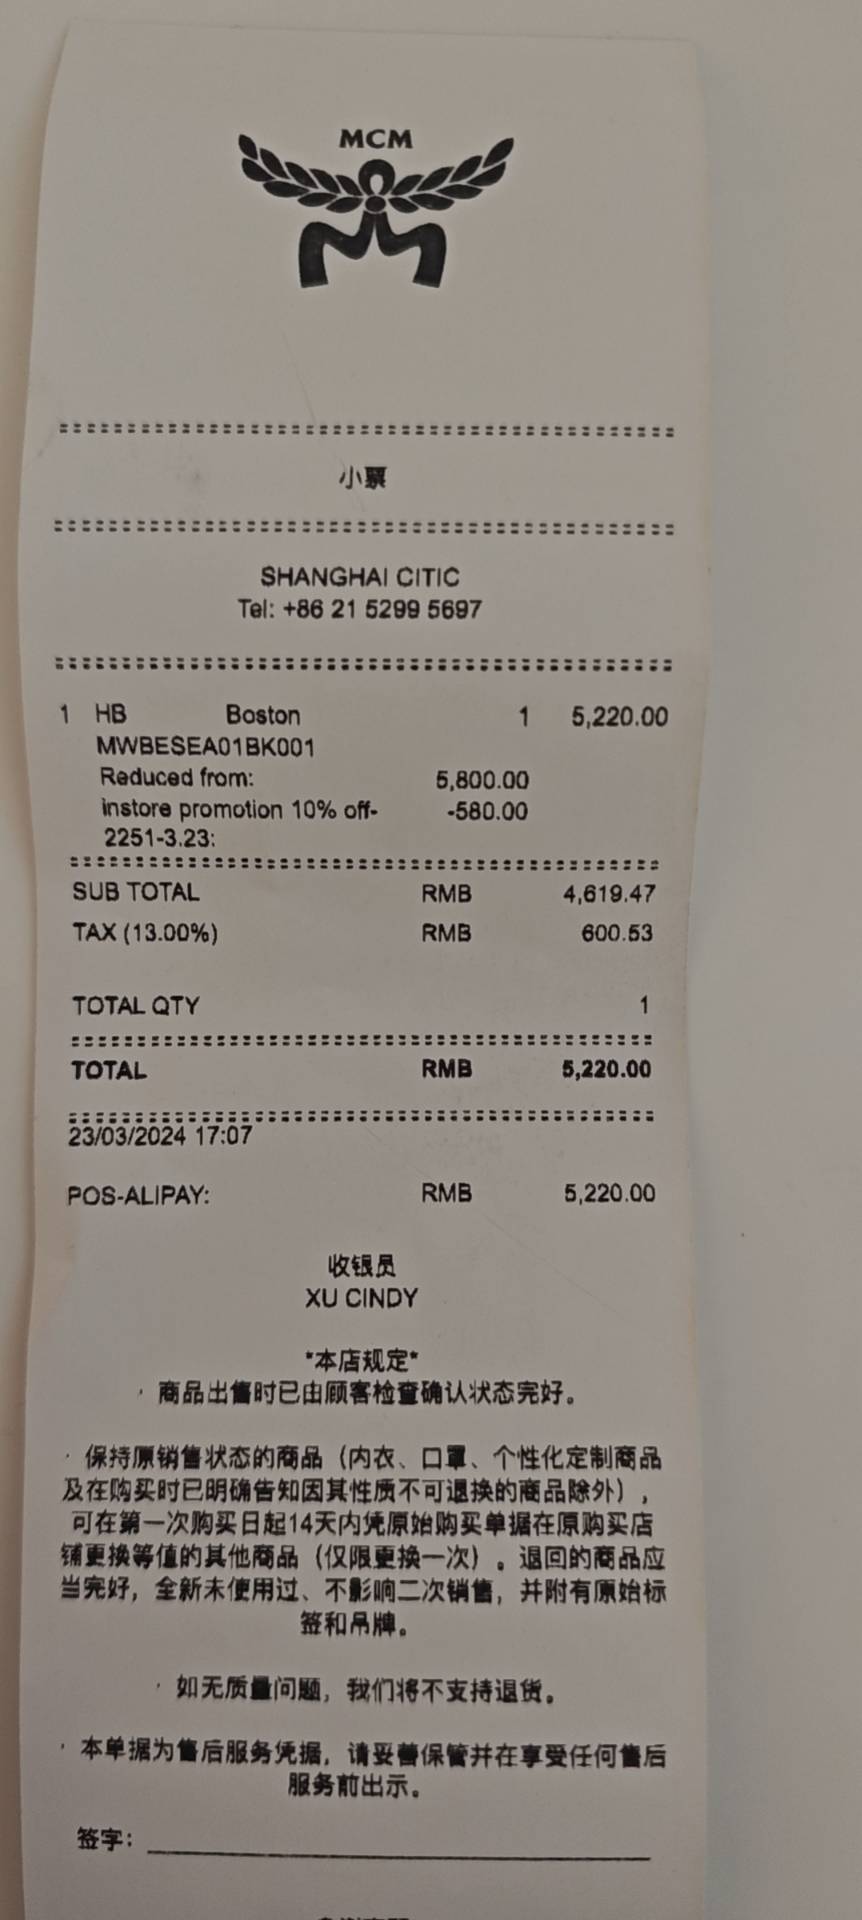 MCM
小票
SHANGHAI CITIC
Tel: +86 21 5299 5697
1 HB Boston 1 5,220.00
MWBESEA01BK001
Reduced from: 5,800.00
instore promotion 10% off- -580.00
2251-3.23:
SUB TOTAL RMB 4,619.47
TAX (13.00%) RMB 600.53
TOTAL QTY 1
TOTAL RMB 5,220.00
23/03/2024 17:07
POS-ALIPAY: RMB 5,220.00
收银员
XU CINDY
*本店规定*
· 商品出售时已由顾客检查确认状态完好。
· 保持原销售状态的商品（内衣、口罩、个性化定制商品
及在购买时已明确告知因其性质不可退换的商品除外），
可在第一次购买日起14天内凭原始购买单据在原购买店
铺更换等值的其他商品（仅限更换一次）。退回的商品应
当完好，全新未使用过、不影响二次销售，并附有原始标
签和吊牌。
· 如无质量问题，我们将不支持退货。
· 本单据为售后服务凭据，请妥善保管并在享受任何售后
服务前出示。
签字：